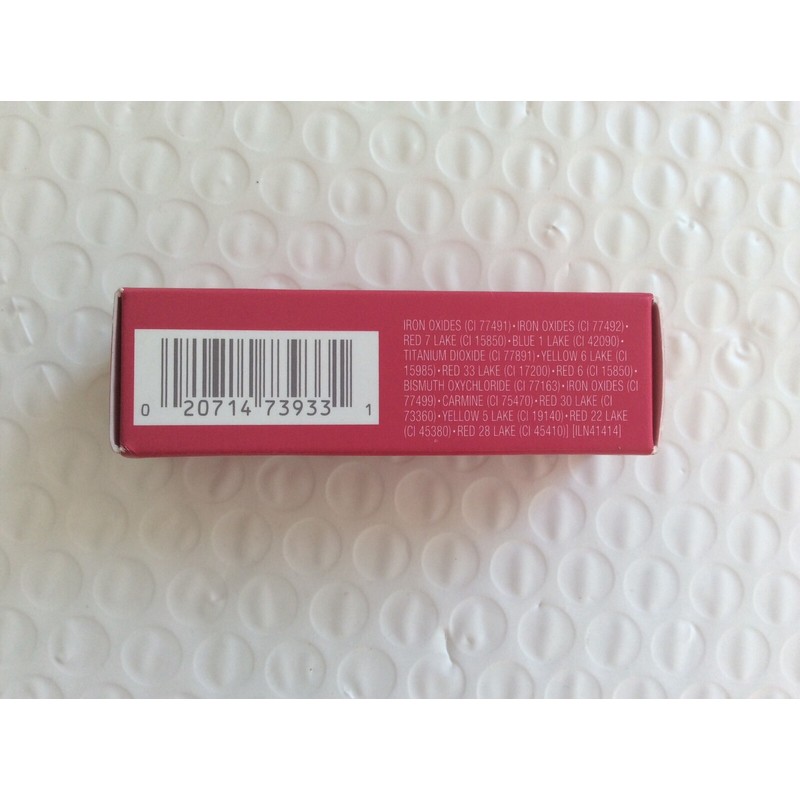 0 20714 73933 1
IRON OXIDES (CI 77491)•IRON OXIDES (CI 77492)•
RED 7 LAKE (CI 15850)•BLUE 1 LAKE (CI 42090)•
TITANIUM DIOXIDE (CI 77891)•YELLOW 6 LAKE (CI
15985)•RED 33 LAKE (CI 17200)•RED 6 (CI 15850)•
BISMUTH OXYCHLORIDE (CI 77163)•IRON OXIDES (CI
77499)•CARMINE (CI 75470)•RED 30 LAKE (CI
73360)•YELLOW 5 LAKE (CI 19140)•RED 22 LAKE
(CI 45380)•RED 28 LAKE (CI 45410)] [ILN41414]